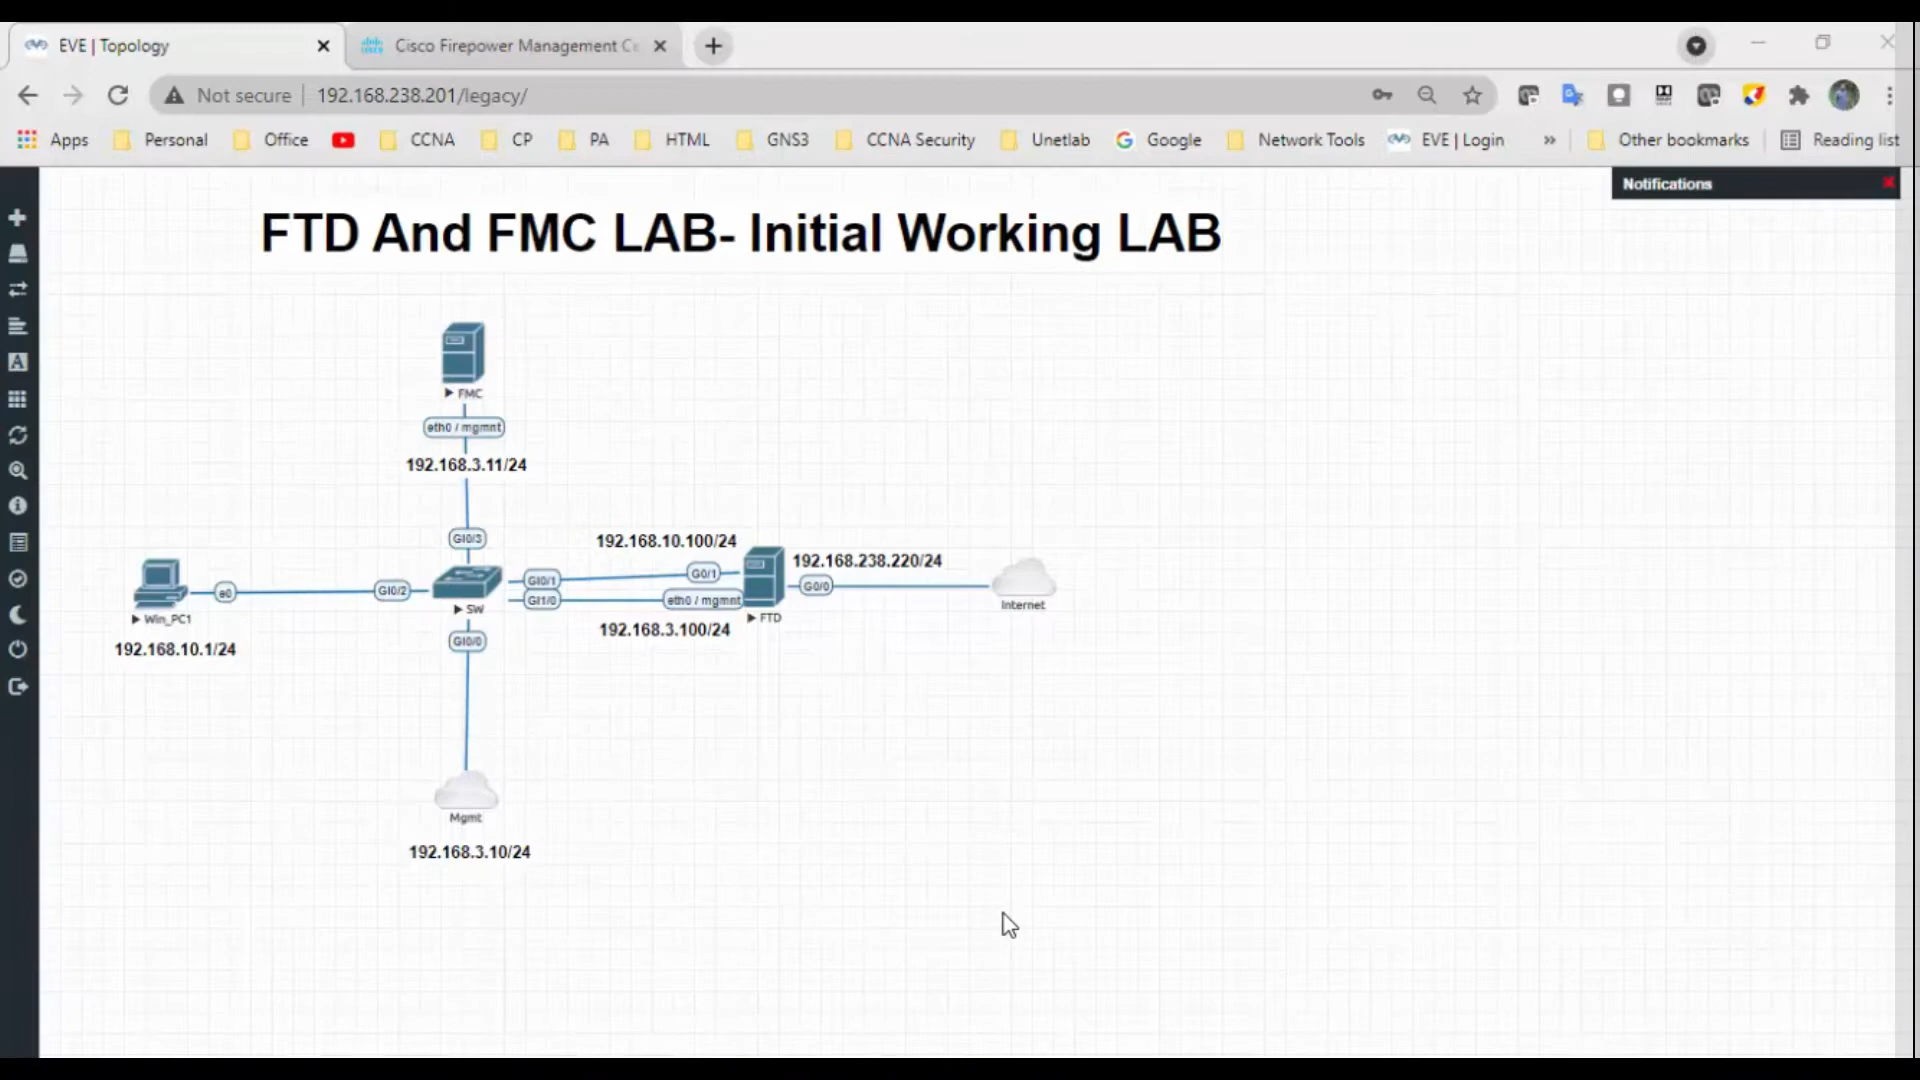 EVE | Topology
Cisco Firepower Management Ce
Not secure | 192.168.238.201/legacy/
Apps Personal Office CCNA CP PA HTML GNS3 CCNA Security Unetlab Google Network Tools EVE | Login » Other bookmarks Reading list
Notifications
FTD And FMC LAB- Initial Working LAB
FMC
eth0 / mgmnt
192.168.3.11/24
Gi0/3
192.168.10.100/24
192.168.238.220/24
Gi0/1
G0/1
e0
Gi0/2
G0/0
Gi1/0
eth0 / mgmnt
Internet
SW
Win_PC1
FTD
192.168.3.100/24
Gi0/0
192.168.10.1/24
Mgmt
192.168.3.10/24